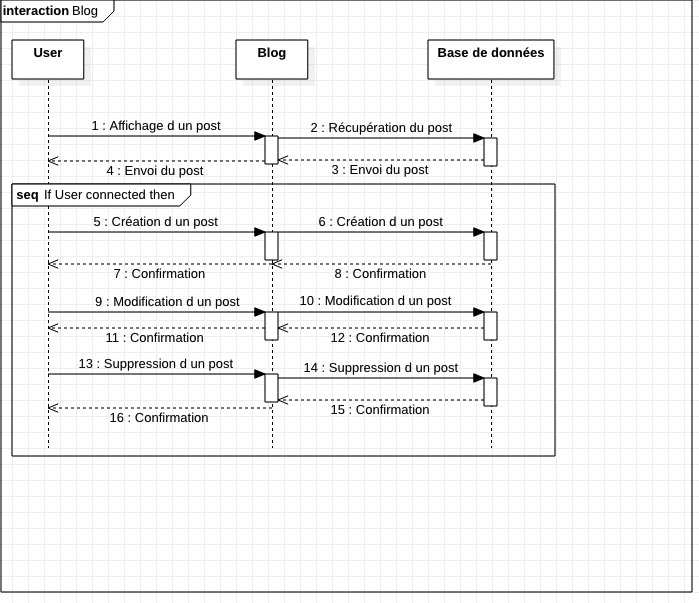 interaction Blog
User
Blog
Base de données
1 : Affichage d un post
2 : Récupération du post
4 : Envoi du post
3 : Envoi du post
seq If User connected then
5 : Création d un post
6 : Création d un post
7 : Confirmation
8 : Confirmation
9 : Modification d un post
10 : Modification d un post
11 : Confirmation
12 : Confirmation
13 : Suppression d un post
14 : Suppression d un post
16 : Confirmation
15 : Confirmation